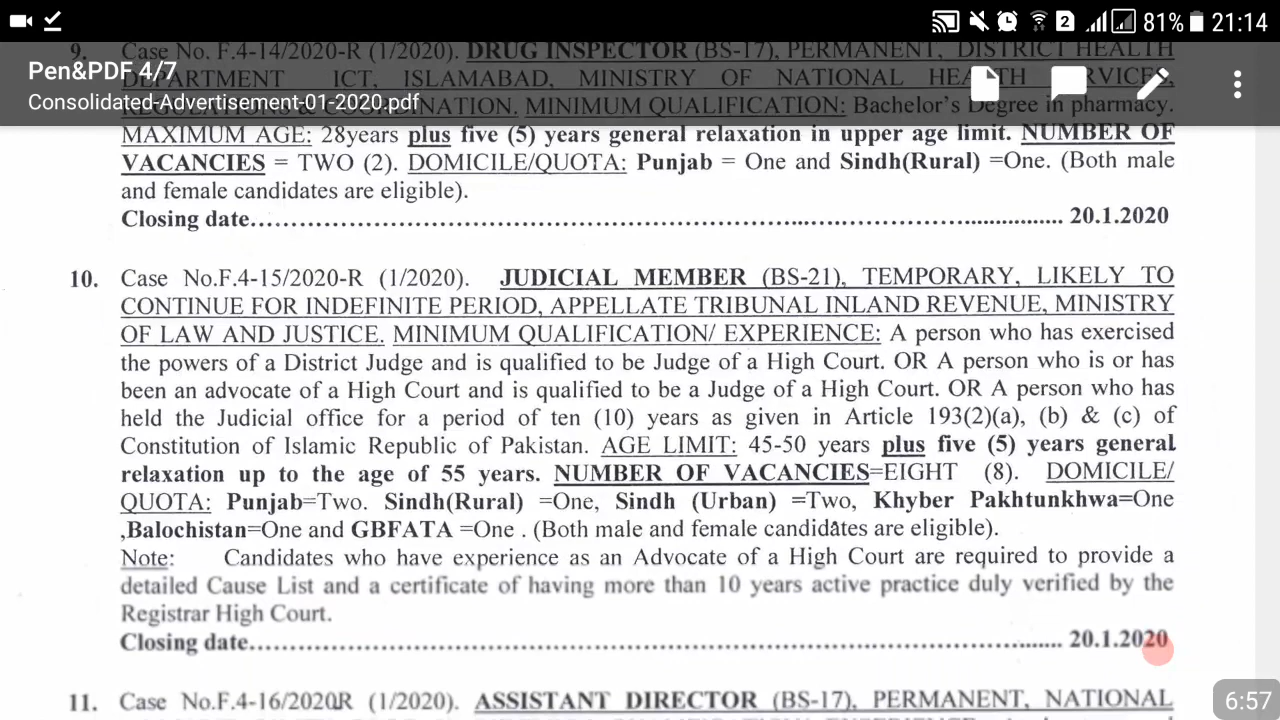 81% 21:14
9. Case No. F.4-14/2020-R (1/2020). DRUG INSPECTOR (BS-17), PERMANENT, DISTRICT HEALTH
Pen&PDF 4/7
DEPARTMENT ICT, ISLAMABAD, MINISTRY OF NATIONAL HEALTH SERVICES,
Consolidated-Advertisement-01-2020.pdf
NATION. MINIMUM QUALIFICATION: Bachelor's Degree in pharmacy.
MAXIMUM AGE: 28years plus five (5) years general relaxation in upper age limit. NUMBER OF
VACANCIES = TWO (2). DOMICILE/QUOTA: Punjab = One and Sindh(Rural) =One. (Both male
and female candidates are eligible).
Closing date.......................................................................................... 20.1.2020
10. Case No.F.4-15/2020-R (1/2020). JUDICIAL MEMBER (BS-21), TEMPORARY, LIKELY TO
CONTINUE FOR INDEFINITE PERIOD, APPELLATE TRIBUNAL INLAND REVENUE, MINISTRY
OF LAW AND JUSTICE. MINIMUM QUALIFICATION/ EXPERIENCE: A person who has exercised
the powers of a District Judge and is qualified to be Judge of a High Court. OR A person who is or has
been an advocate of a High Court and is qualified to be a Judge of a High Court. OR A person who has
held the Judicial office for a period of ten (10) years as given in Article 193(2)(a), (b) & (c) of
Constitution of Islamic Republic of Pakistan. AGE LIMIT: 45-50 years plus five (5) years general
relaxation up to the age of 55 years. NUMBER OF VACANCIES=EIGHT (8). DOMICILE/
QUOTA: Punjab=Two. Sindh(Rural) =One, Sindh (Urban) =Two, Khyber Pakhtunkhwa=One
,Balochistan=One and GBFATA =One . (Both male and female candidates are eligible).
Note: Candidates who have experience as an Advocate of a High Court are required to provide a
detailed Cause List and a certificate of having more than 10 years active practice duly verified by the
Registrar High Court.
Closing date.......................................................................................... 20.1.2020
11. Case No.F.4-16/2020R (1/2020). ASSISTANT DIRECTOR (BS-17), PERMANENT, NATIONAL
6:57